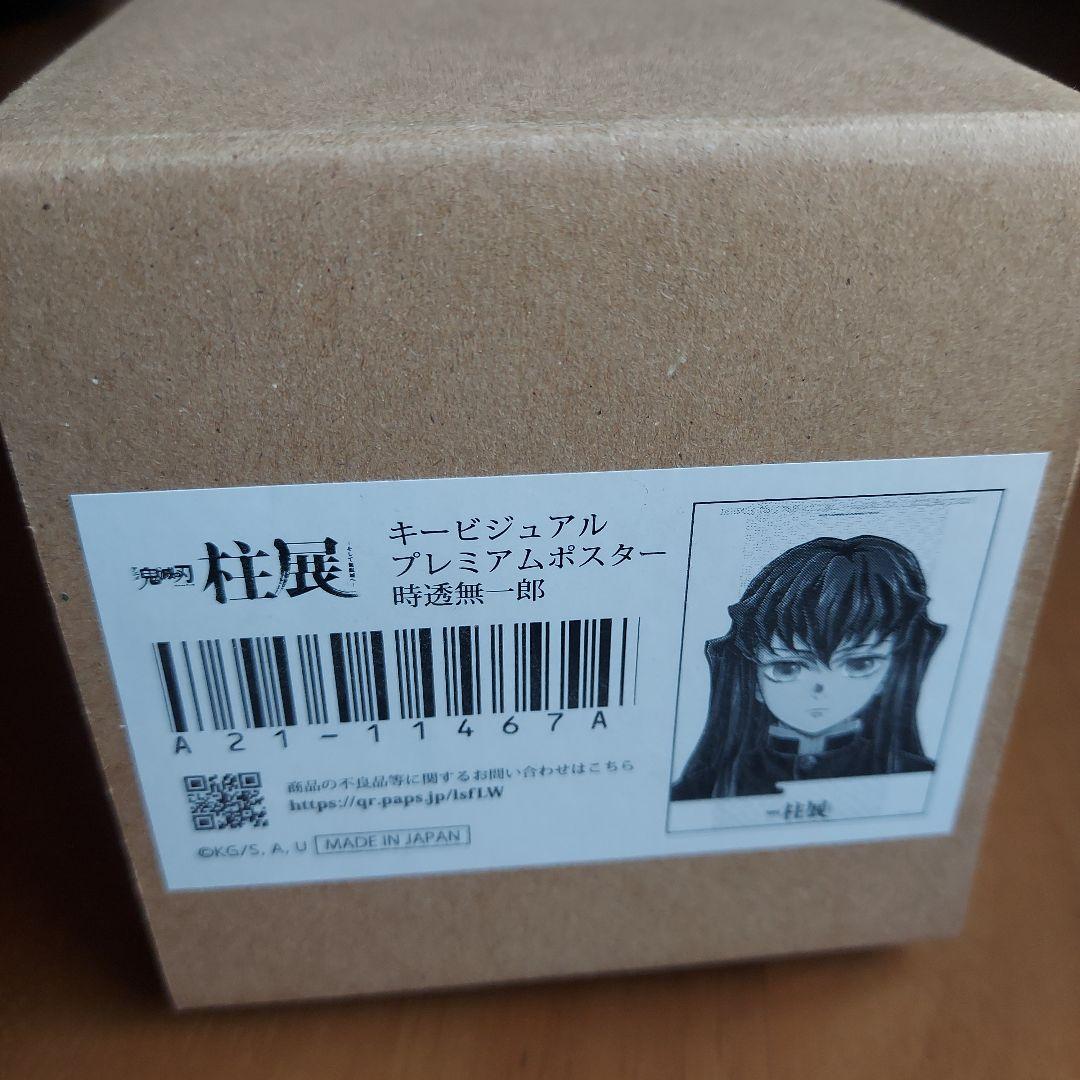 鬼滅の刃 柱展
キービジュアル
プレミアムポスター
時透無一郎
A21-11467A
商品の不良品等に関するお問い合わせはこちら
https://qr.paps.jp/lsfLW
©KG/S, A, U MADE IN JAPAN
柱展